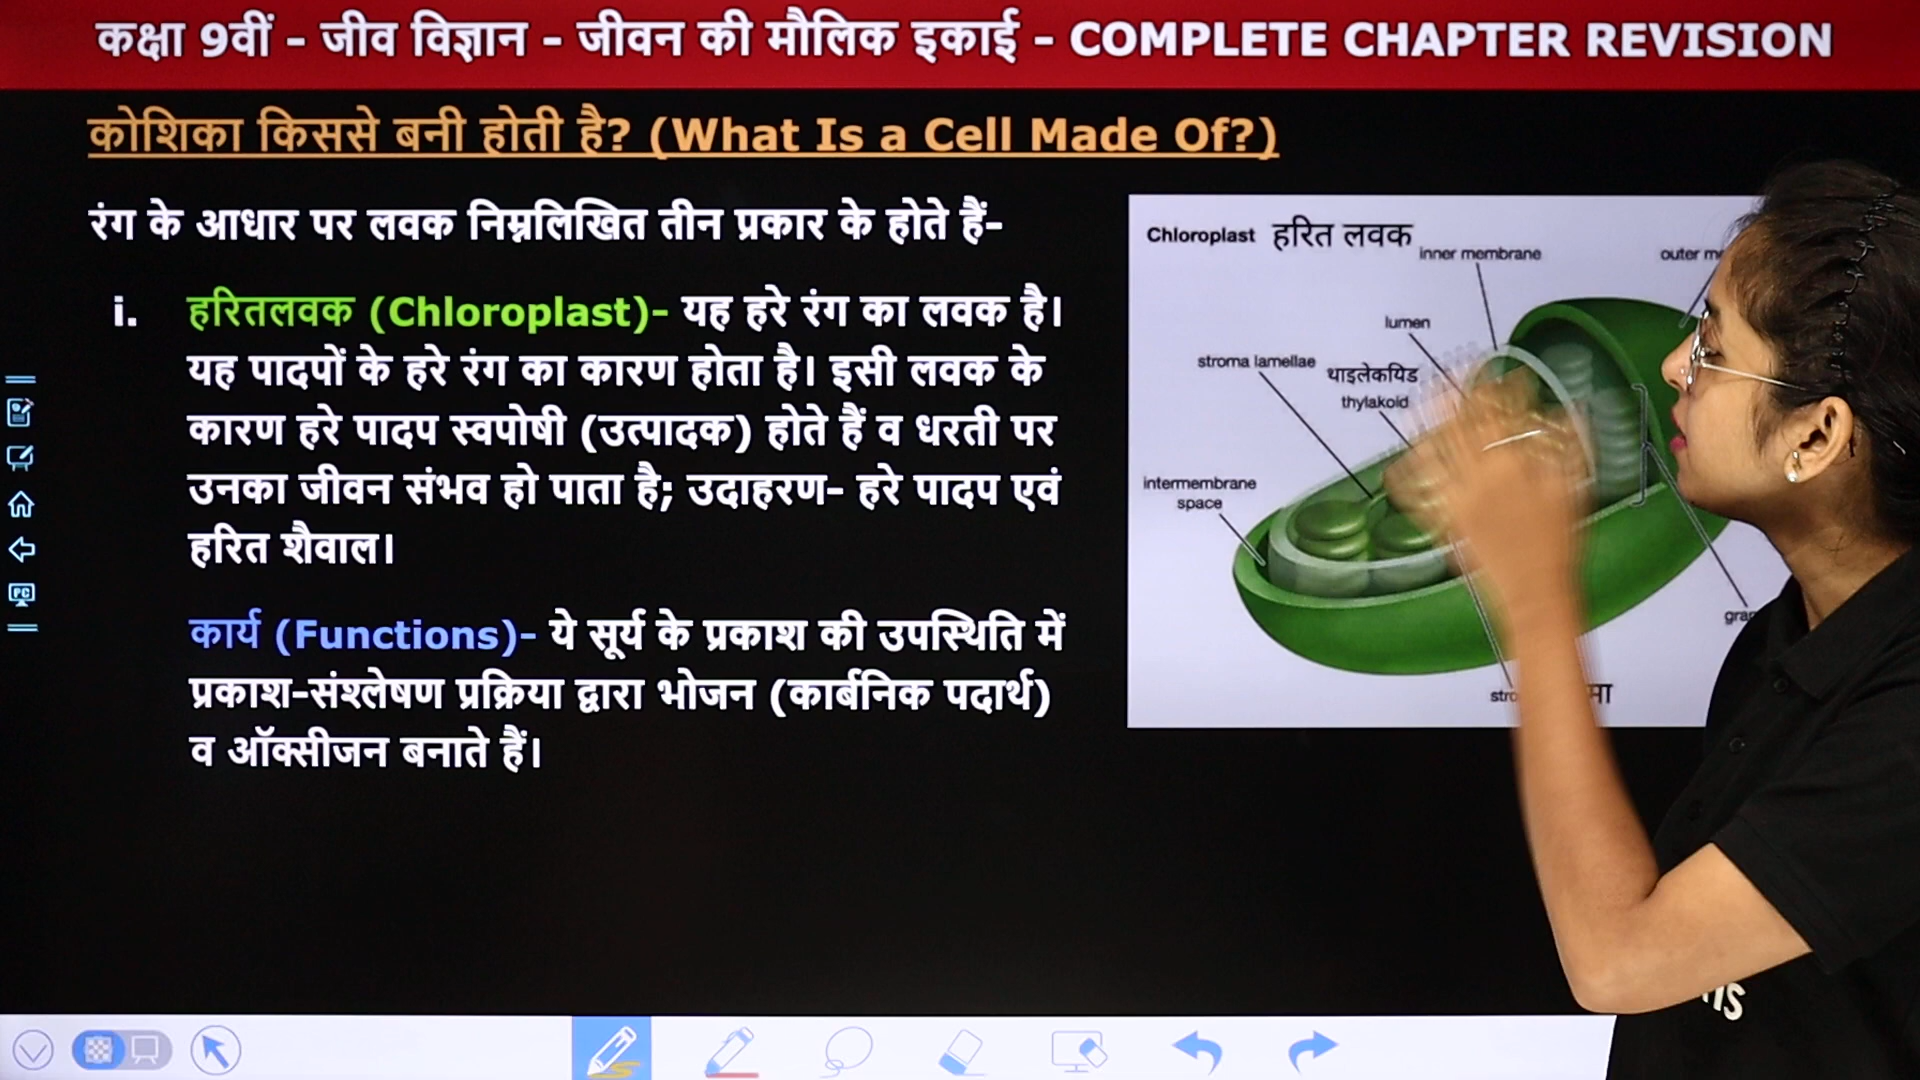 कक्षा 9वीं - जीव विज्ञान - जीवन की मौलिक इकाई - COMPLETE CHAPTER REVISION
कोशिका किससे बनी होती है? (What Is a Cell Made Of?)
रंग के आधार पर लवक निम्नलिखित तीन प्रकार के होते हैं-
i. हरितलवक (Chloroplast)- यह हरे रंग का लवक है।
यह पादपों के हरे रंग का कारण होता है। इसी लवक के
कारण हरे पादप स्वपोषी (उत्पादक) होते हैं व धरती पर
उनका जीवन संभव हो पाता है; उदाहरण- हरे पादप एवं
हरित शैवाल।
कार्य (Functions)- ये सूर्य के प्रकाश की उपस्थिति में
प्रकाश-संश्लेषण प्रक्रिया द्वारा भोजन (कार्बनिक पदार्थ)
व ऑक्सीजन बनाते हैं।
Chloroplast हरित लवक
inner membrane
outer
lumen
stroma lamellae
थाइलेकयिड
thylakoid
intermembrane
space
PC